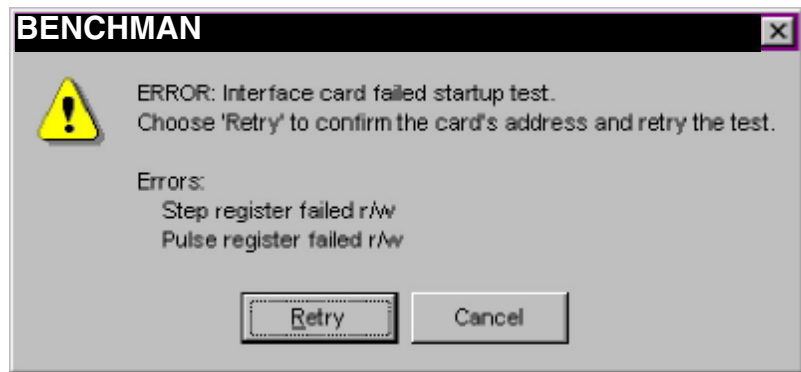 BENCHMAN
ERROR: Interface card failed startup test.
Choose 'Retry' to confirm the card's address and retry the test.
Errors:
Step register failed r/w
Pulse register failed r/w
Retry
Cancel